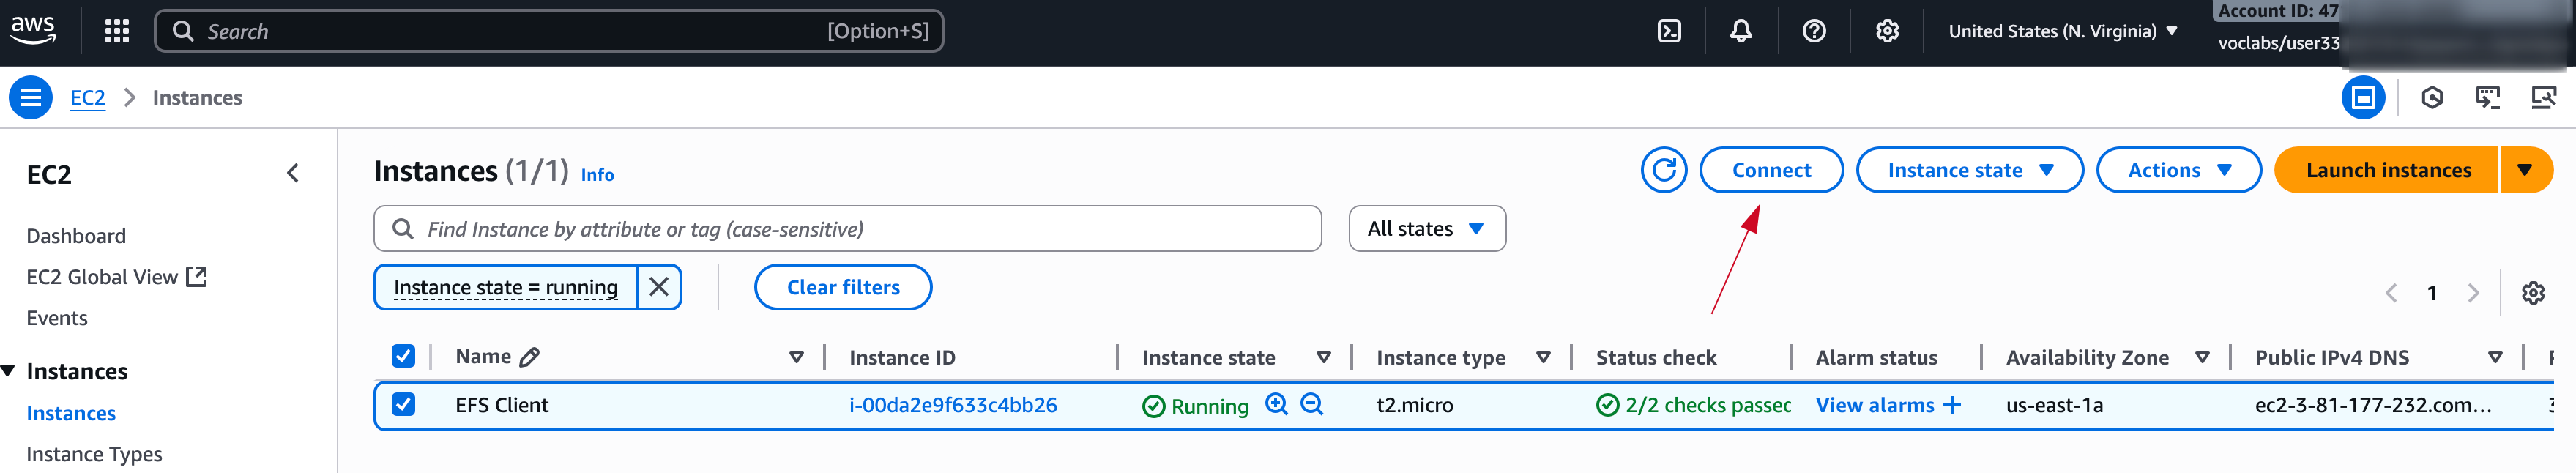 aws
Search [Option+S]
United States (N. Virginia)
Account ID: 47
voclabs/user33
EC2 Instances
EC2
Dashboard
EC2 Global View
Events
Instances
Instances
Instance Types
Instances (1/1) Info
Connect Instance state Actions Launch instances
Find Instance by attribute or tag (case-sensitive) All states
Instance state = running Clear filters
1
Name Instance ID Instance state Instance type Status check Alarm status Availability Zone Public IPv4 DNS
EFS Client i-00da2e9f633c4bb26 Running t2.micro 2/2 checks passec View alarms + us-east-1a ec2-3-81-177-232.com...